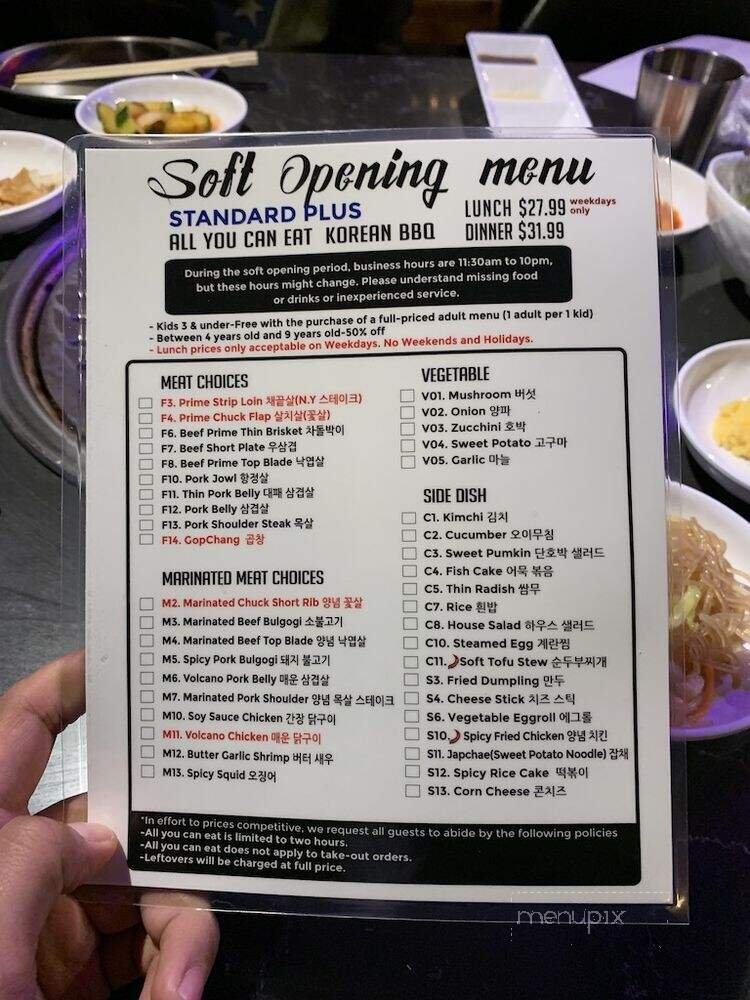 Soft Opening menu
STANDARD PLUS
ALL YOU CAN EAT KOREAN BBQ
LUNCH $27.99 weekdays only
DINNER $31.99
During the soft opening period, business hours are 11:30am to 10pm,
but these hours might change. Please understand missing food
or drinks or inexperienced service.
- Kids 3 & under-Free with the purchase of a full-priced adult menu (1 adult per 1 kid)
- Between 4 years old and 9 years old-50% off
- Lunch prices only acceptable on Weekdays. No Weekends and Holidays.
MEAT CHOICES
F3. Prime Strip Loin 채끝살(N.Y 스테이크)
F4. Prime Chuck Flap 살치살(꽃살)
F6. Beef Prime Thin Brisket 차돌박이
F7. Beef Short Plate 우삼겹
F8. Beef Prime Top Blade 낙엽살
F10. Pork Jowl 항정살
F11. Thin Pork Belly 대패 삼겹살
F12. Pork Belly 삼겹살
F13. Pork Shoulder Steak 목살
F14. GopChang 곱창
MARINATED MEAT CHOICES
M2. Marinated Chuck Short Rib 양념 꽃살
M3. Marinated Beef Bulgogi 소불고기
M4. Marinated Beef Top Blade 양념 낙엽살
M5. Spicy Pork Bulgogi 돼지 불고기
M6. Volcano Pork Belly 매운 삼겹살
M7. Marinated Pork Shoulder 양념 목살 스테이크
M10. Soy Sauce Chicken 간장 닭구이
M11. Volcano Chicken 매운 닭구이
M12. Butter Garlic Shrimp 버터 새우
M13. Spicy Squid 오징어
VEGETABLE
V01. Mushroom 버섯
V02. Onion 양파
V03. Zucchini 호박
V04. Sweet Potato 고구마
V05. Garlic 마늘
SIDE DISH
C1. Kimchi 김치
C2. Cucumber 오이무침
C3. Sweet Pumkin 단호박 샐러드
C4. Fish Cake 어묵 볶음
C5. Thin Radish 쌈무
C7. Rice 흰밥
C8. House Salad 하우스 샐러드
C10. Steamed Egg 계란찜
C11. Soft Tofu Stew 순두부찌개
S3. Fried Dumpling 만두
S4. Cheese Stick 치즈 스틱
S6. Vegetable Eggroll 에그롤
S10. Spicy Fried Chicken 양념 치킨
S11. Japchae(Sweet Potato Noodle) 잡채
S12. Spicy Rice Cake 떡볶이
S13. Corn Cheese 콘치즈
*In effort to prices competitive, we request all guests to abide by the following policies
-All you can eat is limited to two hours.
-All you can eat does not apply to take-out orders.
-Leftovers will be charged at full price.
menupix